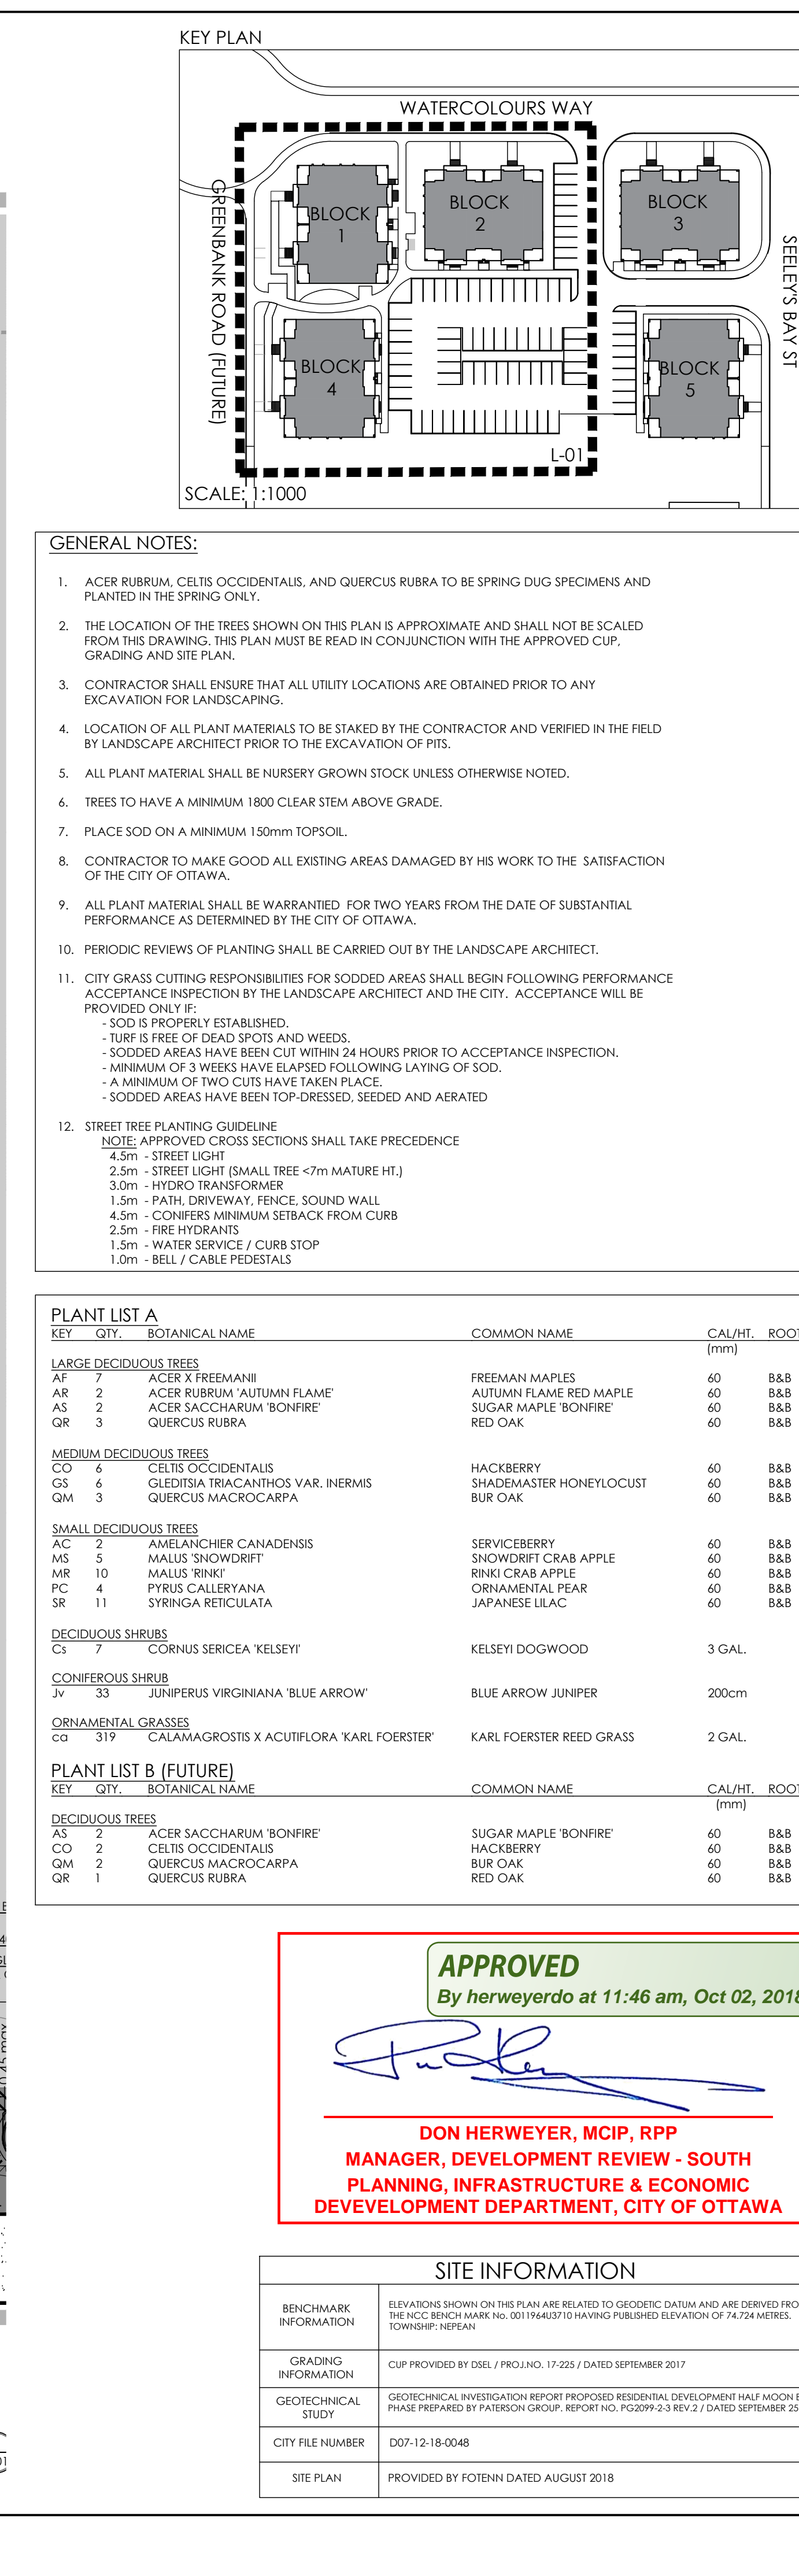 KEY PLAN
WATERCOLOURS WAY
GREENBANK ROAD (FUTURE)
BLOCK
1
BLOCK
2
BLOCK
3
SEELEY'S BAY ST
BLOCK
4
BLOCK
5
L-01
SCALE: 1:1000
GENERAL NOTES:
1. ACER RUBRUM, CELTIS OCCIDENTALIS, AND QUERCUS RUBRA TO BE SPRING DUG SPECIMENS AND
PLANTED IN THE SPRING ONLY.
2. THE LOCATION OF THE TREES SHOWN ON THIS PLAN IS APPROXIMATE AND SHALL NOT BE SCALED
FROM THIS DRAWING. THIS PLAN MUST BE READ IN CONJUNCTION WITH THE APPROVED CUP,
GRADING AND SITE PLAN.
3. CONTRACTOR SHALL ENSURE THAT ALL UTILITY LOCATIONS ARE OBTAINED PRIOR TO ANY
EXCAVATION FOR LANDSCAPING.
4. LOCATION OF ALL PLANT MATERIALS TO BE STAKED BY THE CONTRACTOR AND VERIFIED IN THE FIELD
BY LANDSCAPE ARCHITECT PRIOR TO THE EXCAVATION OF PITS.
5. ALL PLANT MATERIAL SHALL BE NURSERY GROWN STOCK UNLESS OTHERWISE NOTED.
6. TREES TO HAVE A MINIMUM 1800 CLEAR STEM ABOVE GRADE.
7. PLACE SOD ON A MINIMUM 150mm TOPSOIL.
8. CONTRACTOR TO MAKE GOOD ALL EXISTING AREAS DAMAGED BY HIS WORK TO THE SATISFACTION
OF THE CITY OF OTTAWA.
9. ALL PLANT MATERIAL SHALL BE WARRANTIED FOR TWO YEARS FROM THE DATE OF SUBSTANTIAL
PERFORMANCE AS DETERMINED BY THE CITY OF OTTAWA.
10. PERIODIC REVIEWS OF PLANTING SHALL BE CARRIED OUT BY THE LANDSCAPE ARCHITECT.
11. CITY GRASS CUTTING RESPONSIBILITIES FOR SODDED AREAS SHALL BEGIN FOLLOWING PERFORMANCE
ACCEPTANCE INSPECTION BY THE LANDSCAPE ARCHITECT AND THE CITY. ACCEPTANCE WILL BE
PROVIDED ONLY IF:
- SOD IS PROPERLY ESTABLISHED.
- TURF IS FREE OF DEAD SPOTS AND WEEDS.
- SODDED AREAS HAVE BEEN CUT WITHIN 24 HOURS PRIOR TO ACCEPTANCE INSPECTION.
- MINIMUM OF 3 WEEKS HAVE ELAPSED FOLLOWING LAYING OF SOD.
- A MINIMUM OF TWO CUTS HAVE TAKEN PLACE.
- SODDED AREAS HAVE BEEN TOP-DRESSED, SEEDED AND AERATED
12. STREET TREE PLANTING GUIDELINE
NOTE: APPROVED CROSS SECTIONS SHALL TAKE PRECEDENCE
4.5m - STREET LIGHT
2.5m - STREET LIGHT (SMALL TREE <7m MATURE HT.)
3.0m - HYDRO TRANSFORMER
1.5m - PATH, DRIVEWAY, FENCE, SOUND WALL
4.5m - CONIFERS MINIMUM SETBACK FROM CURB
2.5m - FIRE HYDRANTS
1.5m - WATER SERVICE / CURB STOP
1.0m - BELL / CABLE PEDESTALS
PLANT LIST A
KEY QTY. BOTANICAL NAME COMMON NAME CAL/HT. ROOT
(mm)
LARGE DECIDUOUS TREES
AF 7 ACER X FREEMANII FREEMAN MAPLES 60 B&B
AR 2 ACER RUBRUM 'AUTUMN FLAME' AUTUMN FLAME RED MAPLE 60 B&B
AS 2 ACER SACCHARUM 'BONFIRE' SUGAR MAPLE 'BONFIRE' 60 B&B
QR 3 QUERCUS RUBRA RED OAK 60 B&B
MEDIUM DECIDUOUS TREES
CO 6 CELTIS OCCIDENTALIS HACKBERRY 60 B&B
GS 6 GLEDITSIA TRIACANTHOS VAR. INERMIS SHADEMASTER HONEYLOCUST 60 B&B
QM 3 QUERCUS MACROCARPA BUR OAK 60 B&B
SMALL DECIDUOUS TREES
AC 2 AMELANCHIER CANADENSIS SERVICEBERRY 60 B&B
MS 5 MALUS 'SNOWDRIFT' SNOWDRIFT CRAB APPLE 60 B&B
MR 10 MALUS 'RINKI' RINKI CRAB APPLE 60 B&B
PC 4 PYRUS CALLERYANA ORNAMENTAL PEAR 60 B&B
SR 11 SYRINGA RETICULATA JAPANESE LILAC 60 B&B
DECIDUOUS SHRUBS
Cs 7 CORNUS SERICEA 'KELSEYI' KELSEYI DOGWOOD 3 GAL.
CONIFEROUS SHRUB
Jv 33 JUNIPERUS VIRGINIANA 'BLUE ARROW' BLUE ARROW JUNIPER 200cm
ORNAMENTAL GRASSES
ca 319 CALAMAGROSTIS X ACUTIFLORA 'KARL FOERSTER' KARL FOERSTER REED GRASS 2 GAL.
PLANT LIST B (FUTURE)
KEY QTY. BOTANICAL NAME COMMON NAME CAL/HT. ROOT
(mm)
DECIDUOUS TREES
AS 2 ACER SACCHARUM 'BONFIRE' SUGAR MAPLE 'BONFIRE' 60 B&B
CO 2 CELTIS OCCIDENTALIS HACKBERRY 60 B&B
QM 2 QUERCUS MACROCARPA BUR OAK 60 B&B
QR 1 QUERCUS RUBRA RED OAK 60 B&B
APPROVED
By herweyerdo at 11:46 am, Oct 02, 2018
DON HERWEYER, MCIP, RPP
MANAGER, DEVELOPMENT REVIEW - SOUTH
PLANNING, INFRASTRUCTURE & ECONOMIC
DEVEVELOPMENT DEPARTMENT, CITY OF OTTAWA
SITE INFORMATION
BENCHMARK
INFORMATION
ELEVATIONS SHOWN ON THIS PLAN ARE RELATED TO GEODETIC DATUM AND ARE DERIVED FRO
THE NCC BENCH MARK No. 0011964U3710 HAVING PUBLISHED ELEVATION OF 74.724 METRES.
TOWNSHIP: NEPEAN
GRADING
INFORMATION
CUP PROVIDED BY DSEL / PROJ.NO. 17-225 / DATED SEPTEMBER 2017
GEOTECHNICAL
STUDY
GEOTECHNICAL INVESTIGATION REPORT PROPOSED RESIDENTIAL DEVELOPMENT HALF MOON
PHASE PREPARED BY PATERSON GROUP. REPORT NO. PG2099-2-3 REV.2 / DATED SEPTEMBER 25
CITY FILE NUMBER
D07-12-18-0048
SITE PLAN
PROVIDED BY FOTENN DATED AUGUST 2018